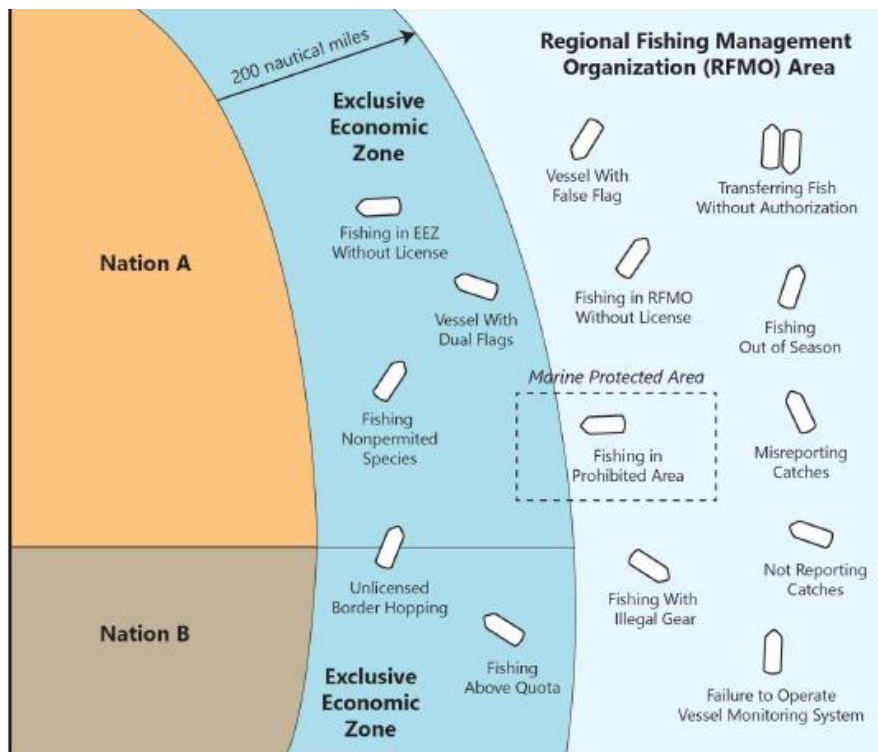 200 nautical miles
Regional Fishing Management
Organization (RFMO) Area
Exclusive
Economic
Zone
Vessel With
False Flag
Transferring Fish
Without Authorization
Fishing in EEZ
Without License
Nation A
Fishing in RFMO
Without License
Vessel With
Dual Flags
Fishing
Out of Season
Marine Protected Area
Fishing
Nonpermited
Species
Fishing in
Prohibited Area
Misreporting
Catches
Unlicensed
Border Hopping
Fishing With
Illegal Gear
Not Reporting
Catches
Nation B
Exclusive
Economic
Zone
Fishing
Above Quota
Failure to Operate
Vessel Monitoring System